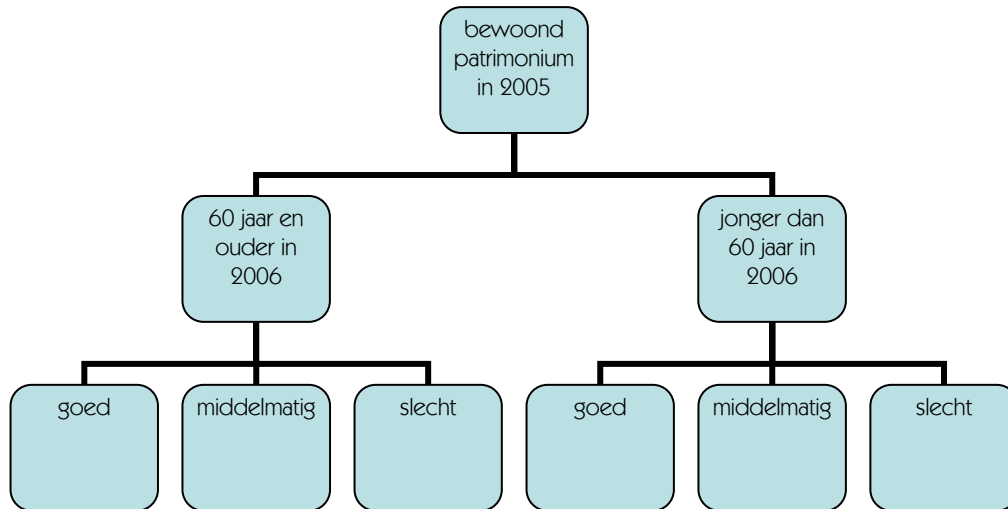 bewoond
patrimonium
in 2005
60 jaar en
ouder in
2006
jonger dan
60 jaar in
2006
goed
middelmatig
slecht
goed
middelmatig
slecht